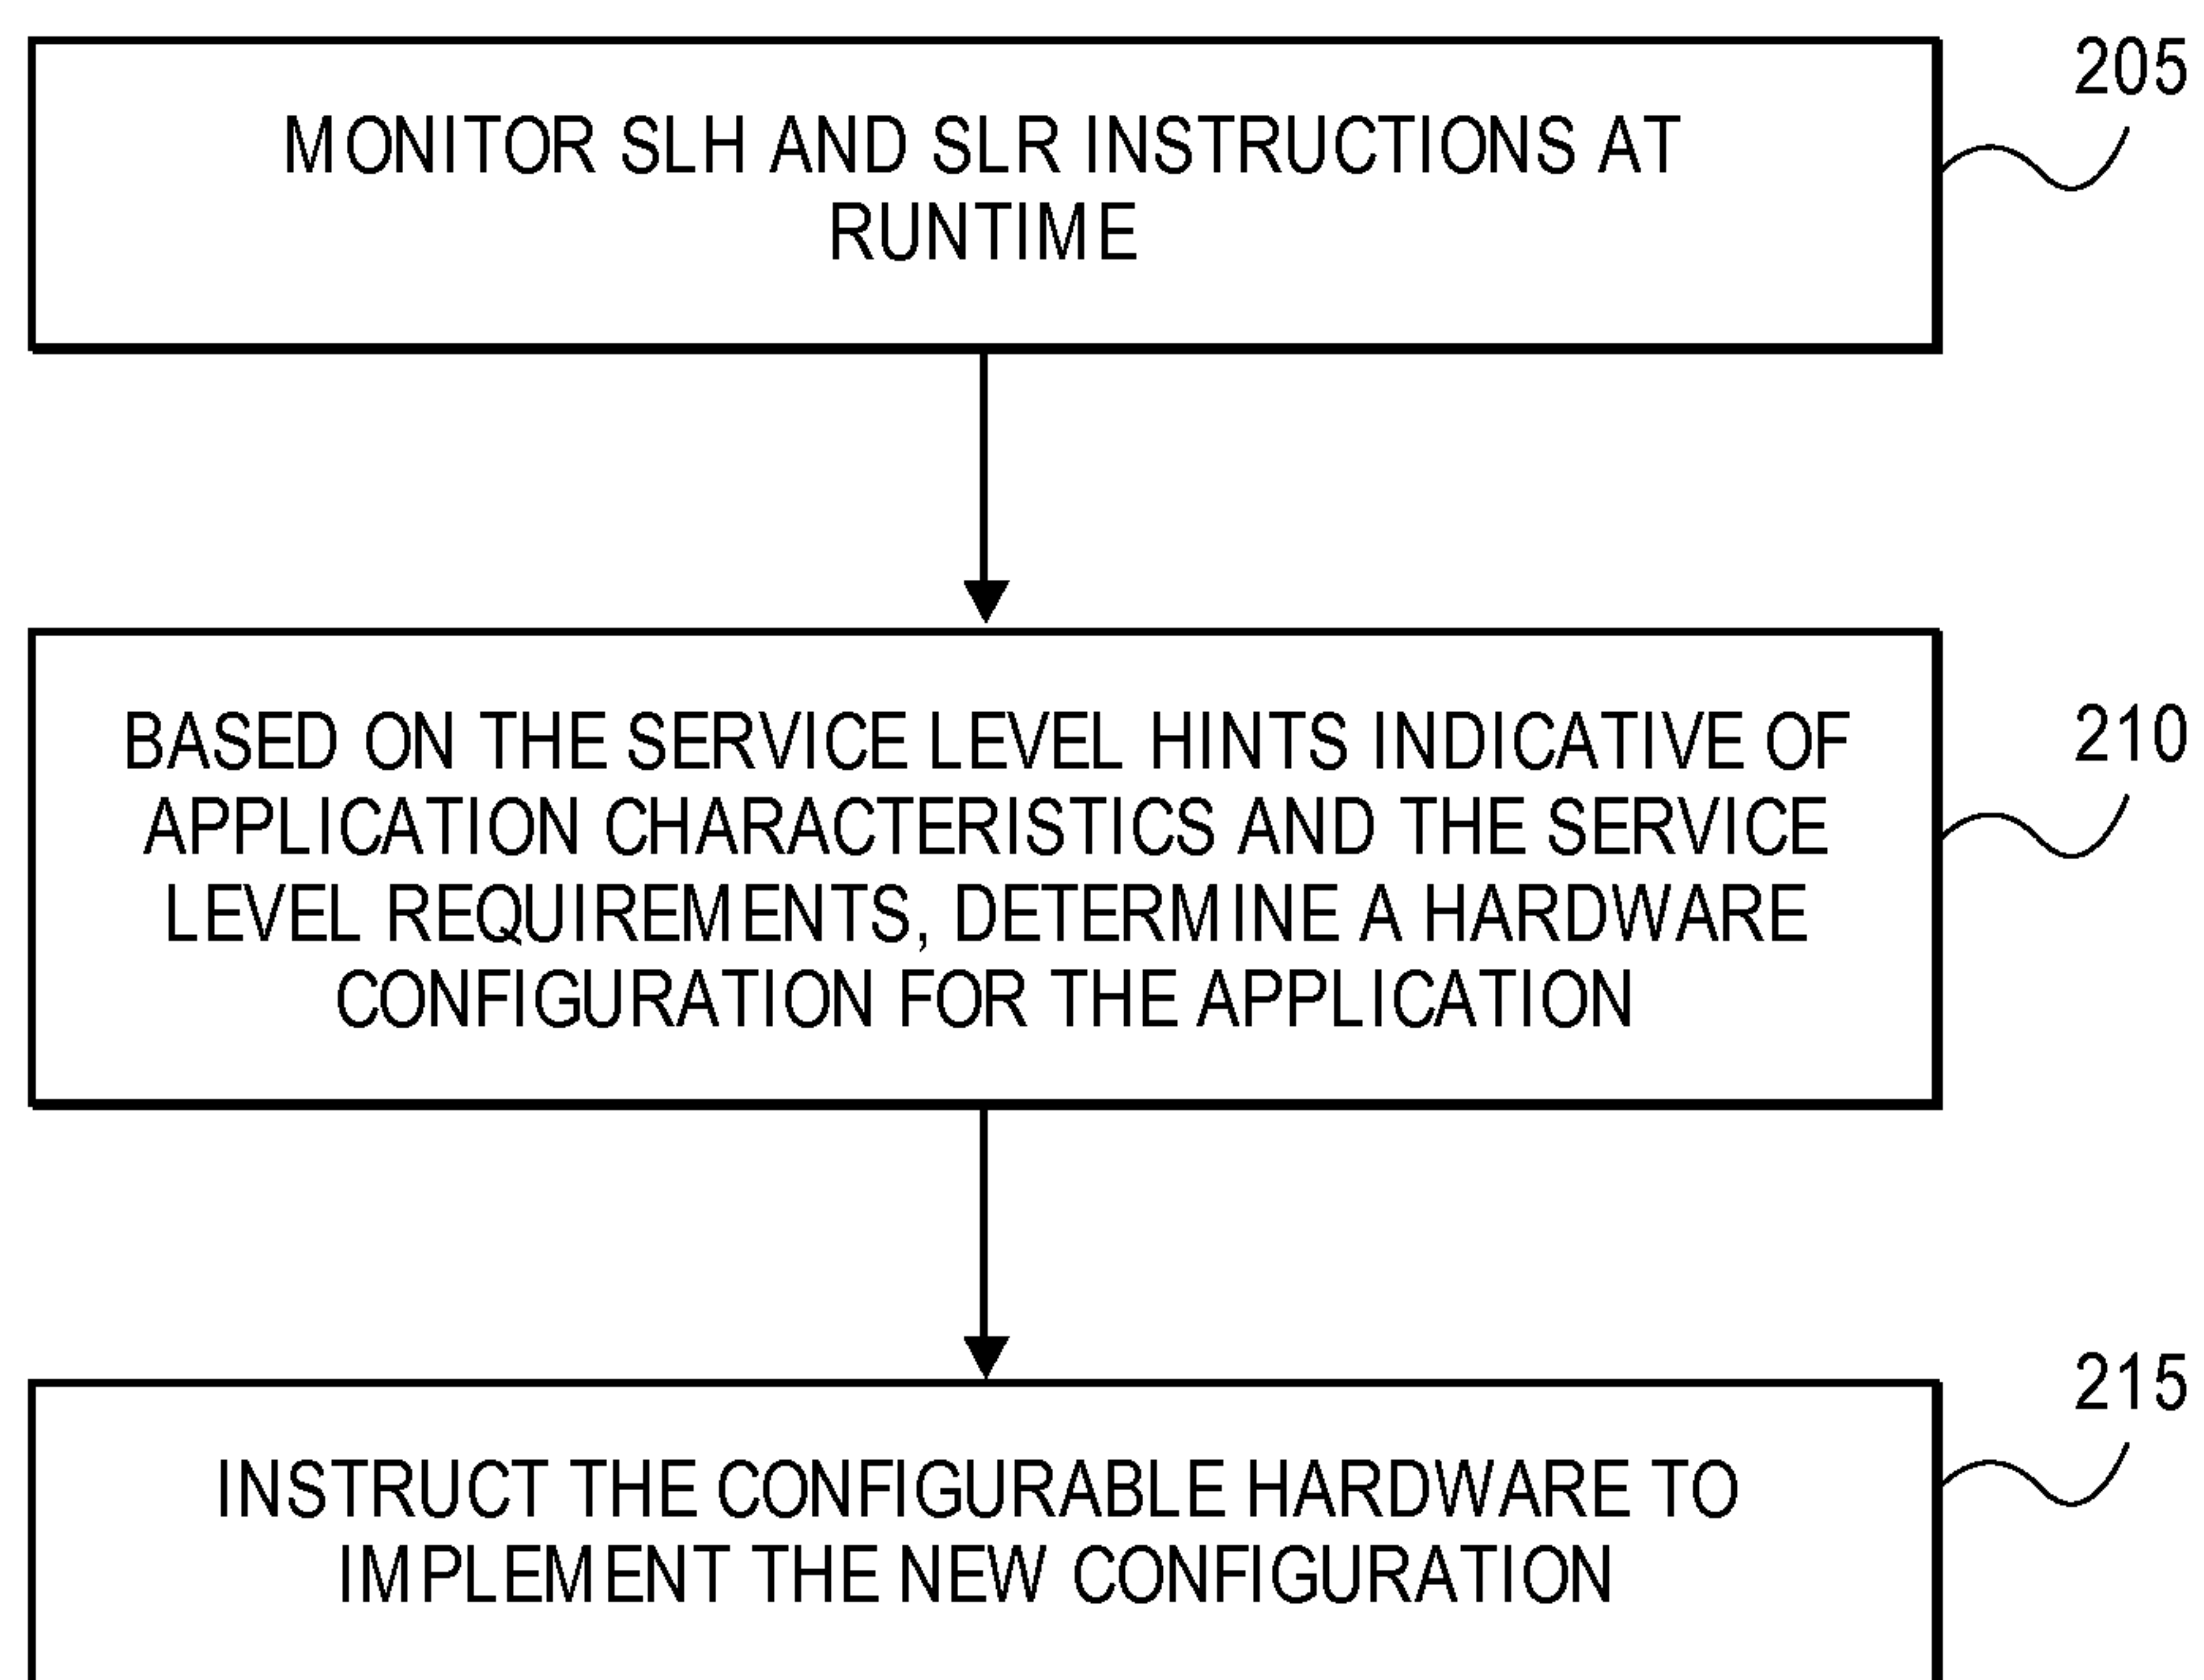 205
MONITOR SLH AND SLR INSTRUCTIONS AT
RUNTIME
210
BASED ON THE SERVICE LEVEL HINTS INDICATIVE OF
APPLICATION CHARACTERISTICS AND THE SERVICE
LEVEL REQUIREMENTS, DETERMINE A HARDWARE
CONFIGURATION FOR THE APPLICATION
215
INSTRUCT THE CONFIGURABLE HARDWARE TO
IMPLEMENT THE NEW CONFIGURATION